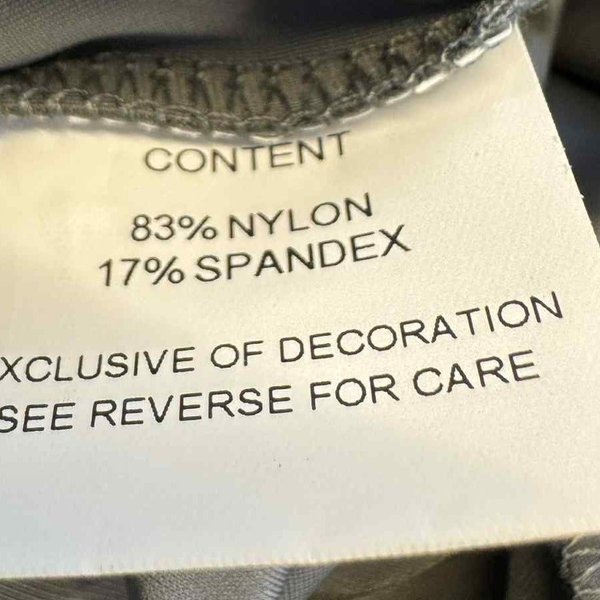 CONTENT
83% NYLON
17% SPANDEX
XCLUSIVE OF DECORATION
SEE REVERSE FOR CARE